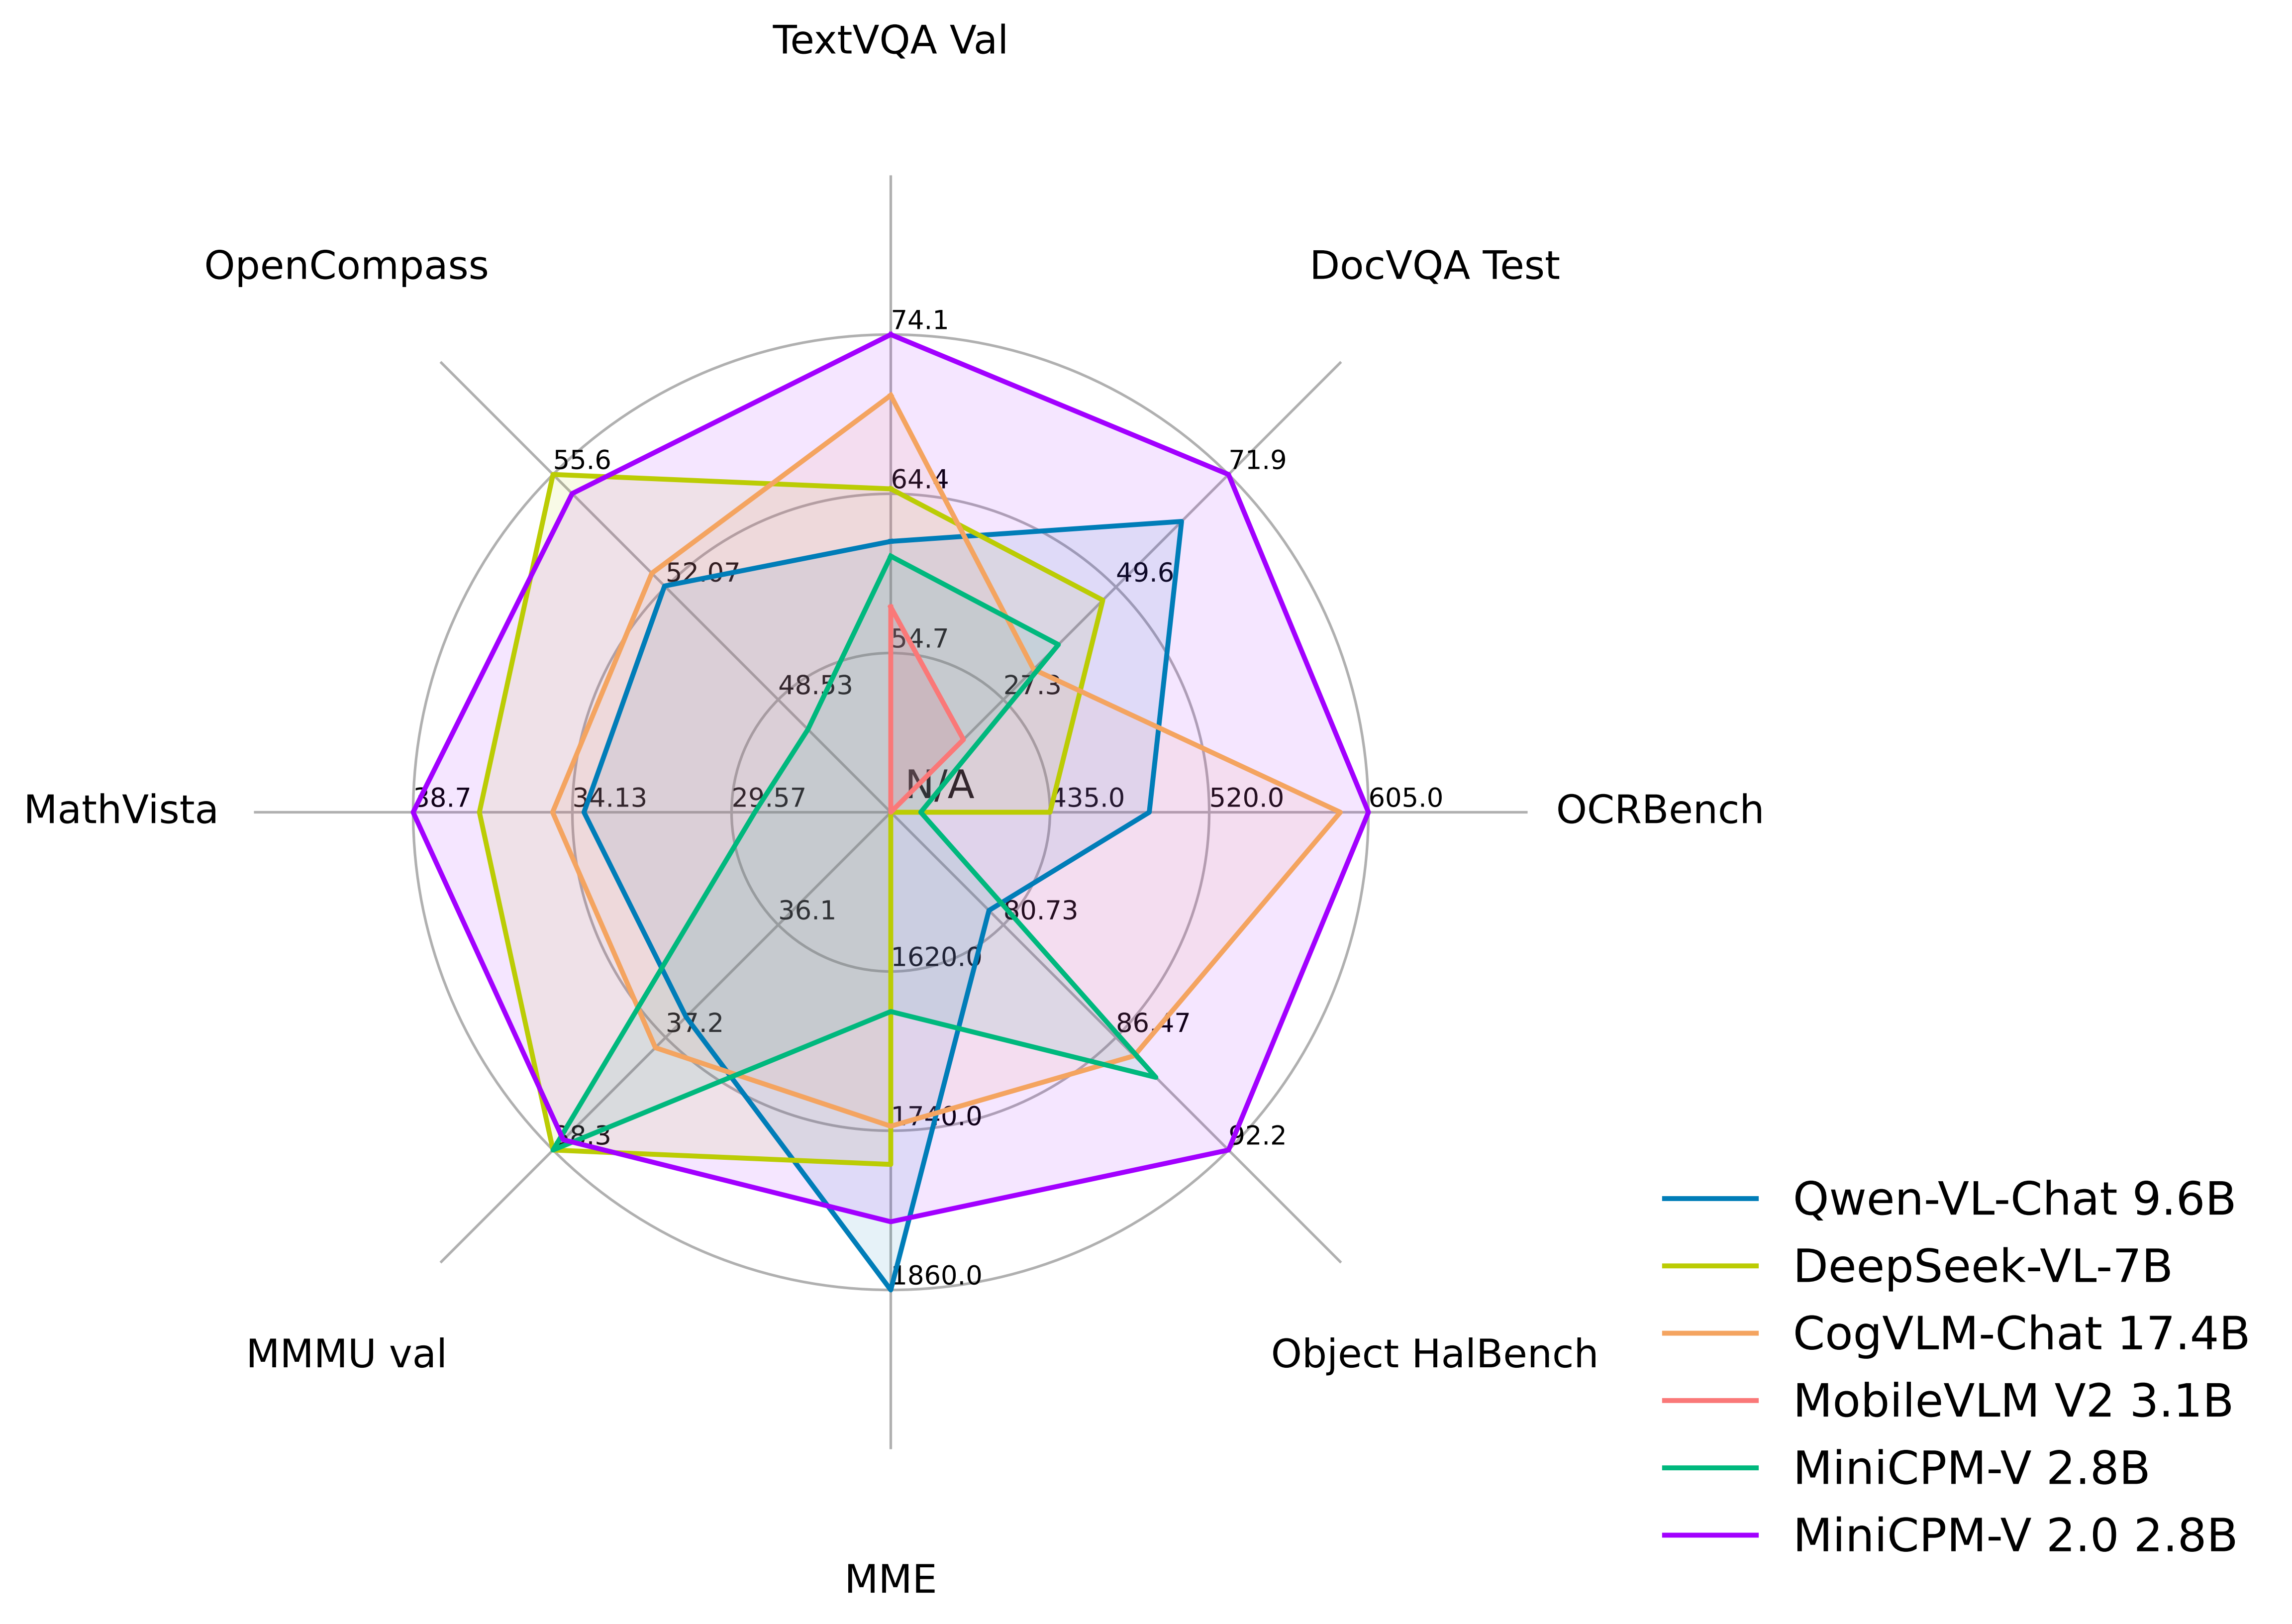 TextVQA Val
OpenCompass
DocVQA Test
74.1
55.6
71.9
64.4
52.07
49.6
54.7
48.53
27.3
N/A
MathVista
38.7
34.13
29.57
435.0
520.0
605.0
OCRBench
36.1
80.73
1620.0
37.2
86.47
1740.0
38.3
92.2
1860.0
MMMU val
Object HalBench
MME
Qwen-VL-Chat 9.6B
DeepSeek-VL-7B
CogVLM-Chat 17.4B
MobileVLM V2 3.1B
MiniCPM-V 2.8B
MiniCPM-V 2.0 2.8B